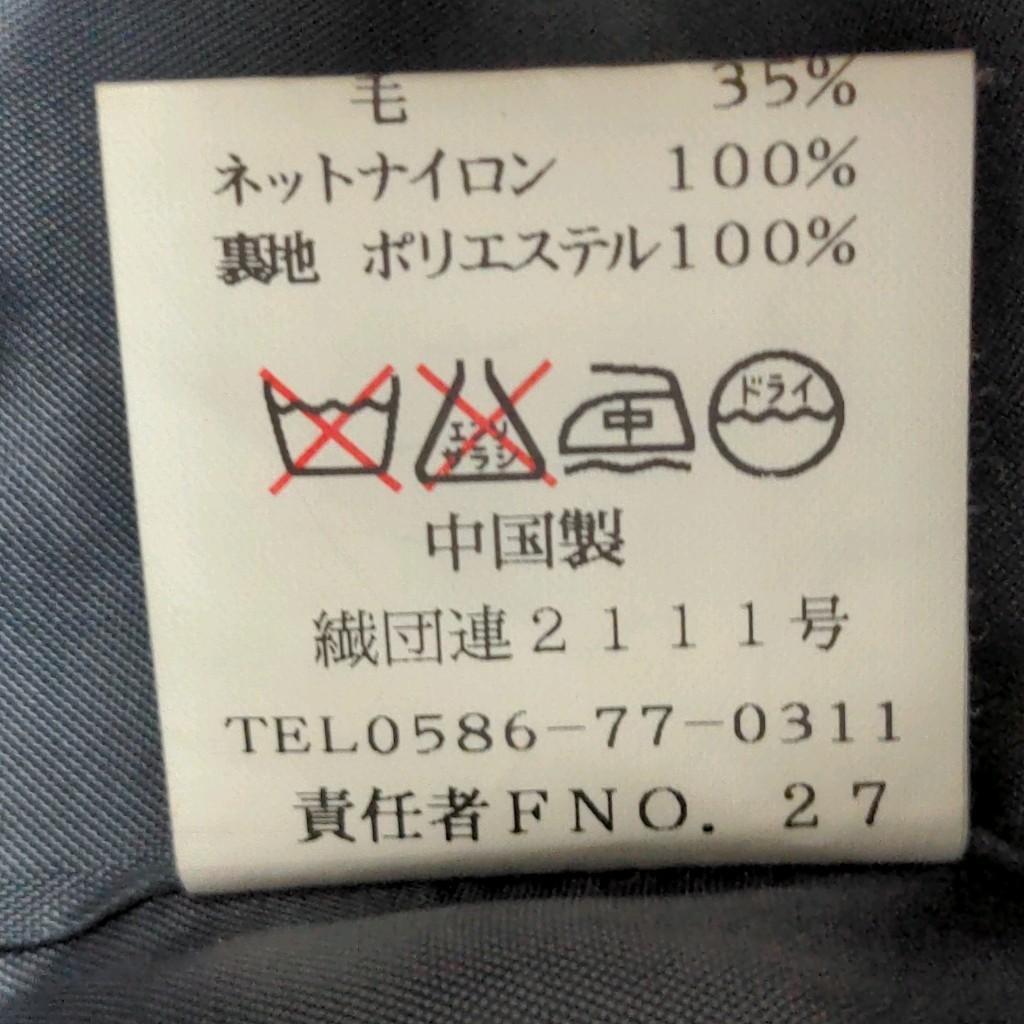 毛 35%
ネットナイロン 100%
裏地 ポリエステル100%
エンソ サラシ 中 ドライ
中国製
繊団連2111号
TEL0586-77-0311
責任者FNO. 27